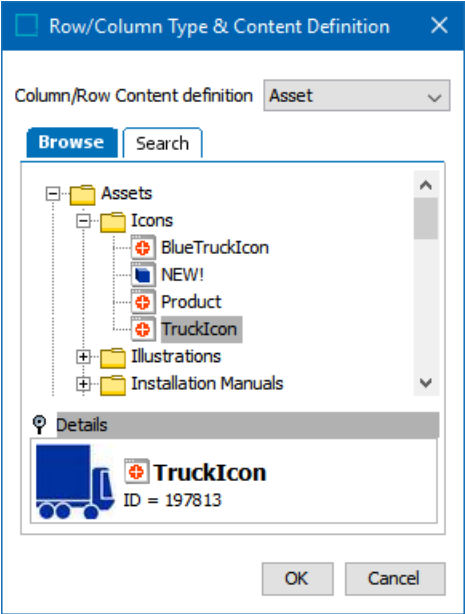 Row/Column Type & Content Definition
Column/Row Content definition Asset
Browse Search
Assets
Icons
BlueTruckIcon
NEW!
Product
TruckIcon
Illustrations
Installation Manuals
Details
TruckIcon
ID = 197813
OK Cancel